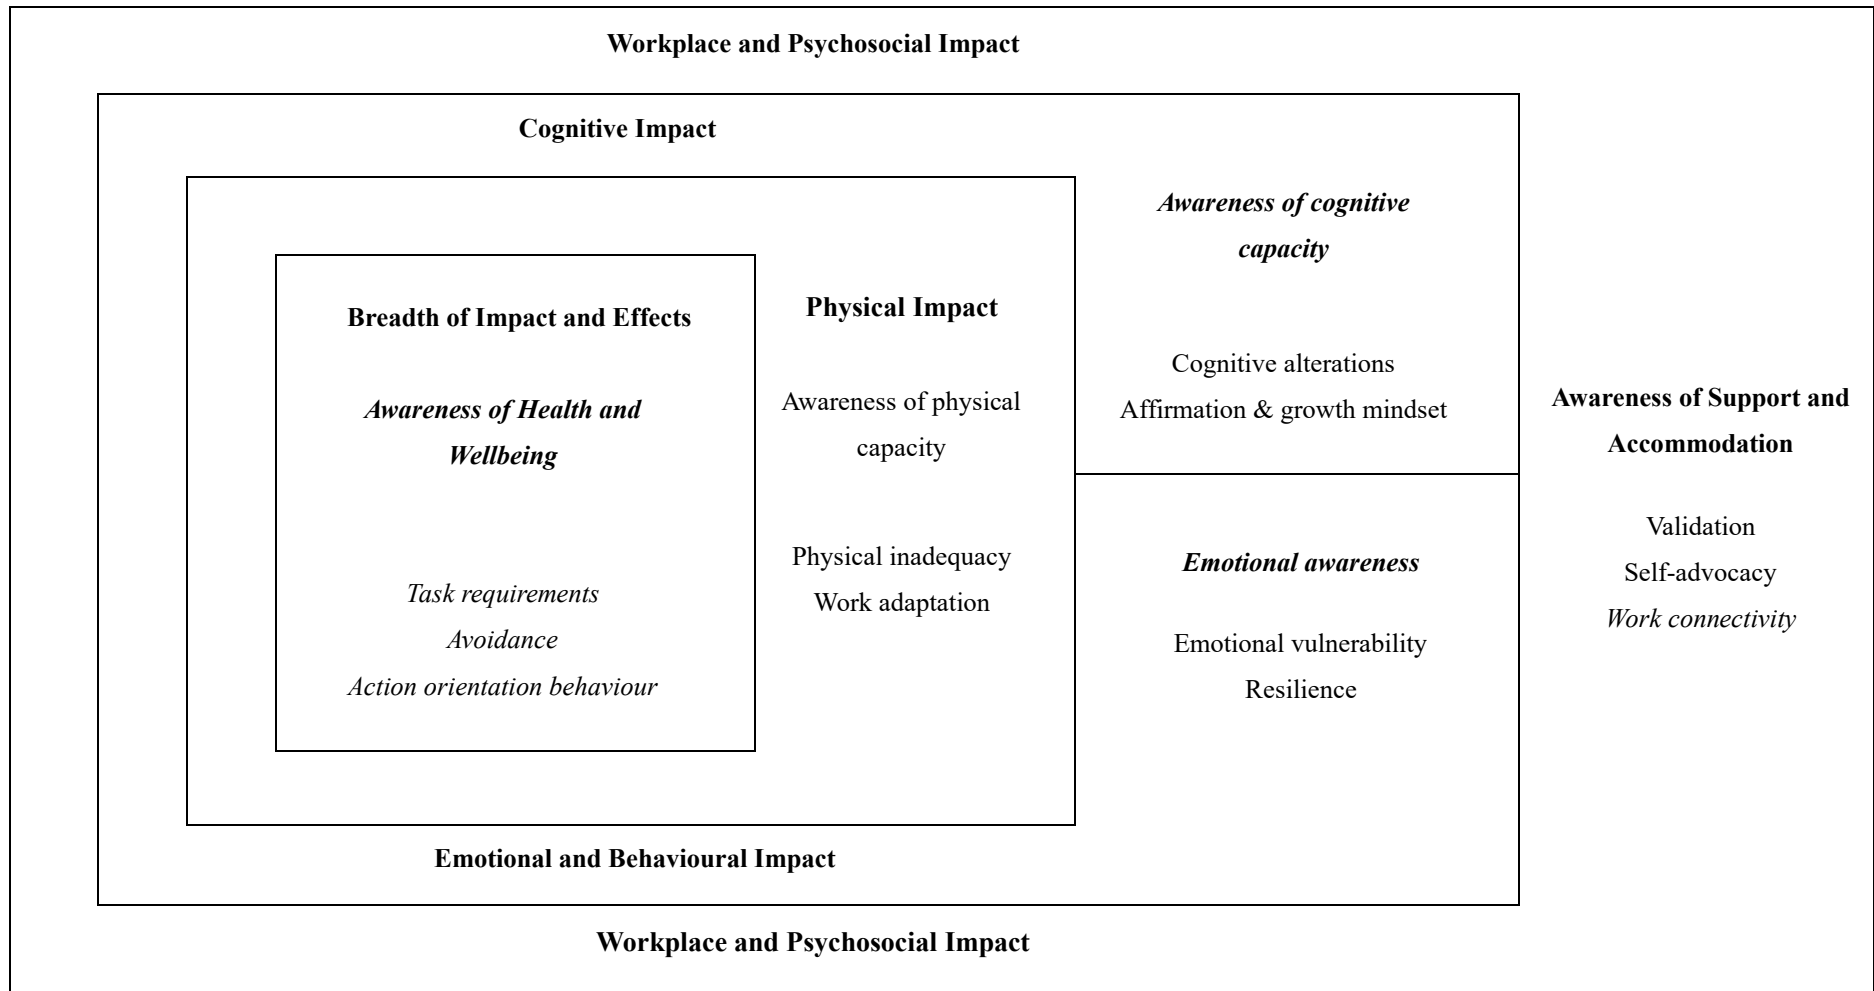 Workplace and Psychosocial Impact
Cognitive Impact
Breadth of Impact and Effects
Awareness of Health and
Wellbeing
Task requirements
Avoidance
Action orientation behaviour
Physical Impact
Awareness of physical
capacity
Physical inadequacy
Work adaptation
Awareness of cognitive
capacity
Cognitive alterations
Affirmation & growth mindset
Emotional awareness
Emotional vulnerability
Resilience
Awareness of Support and
Accommodation
Validation
Self-advocacy
Work connectivity
Emotional and Behavioural Impact
Workplace and Psychosocial Impact